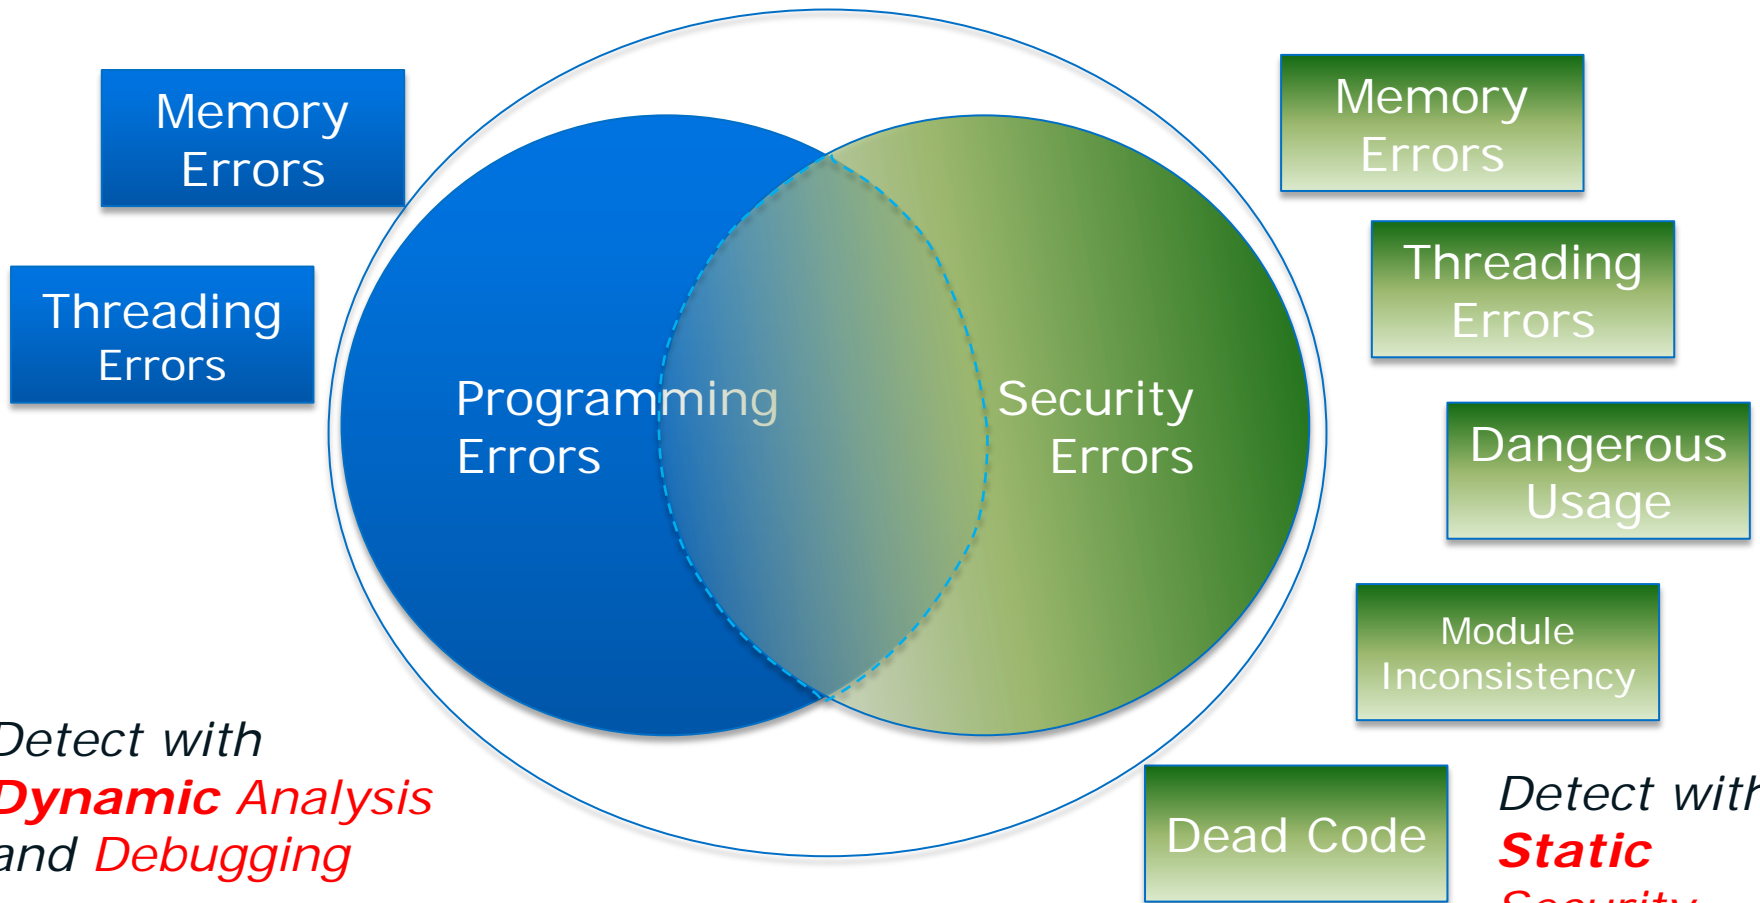 Memory
Errors
Threading
Errors
Programming
Errors
Security
Errors
Memory
Errors
Threading
Errors
Dangerous
Usage
Module
Inconsistency
Dead Code
Detect with
Dynamic Analysis
and Debugging
Detect with
Static
Security